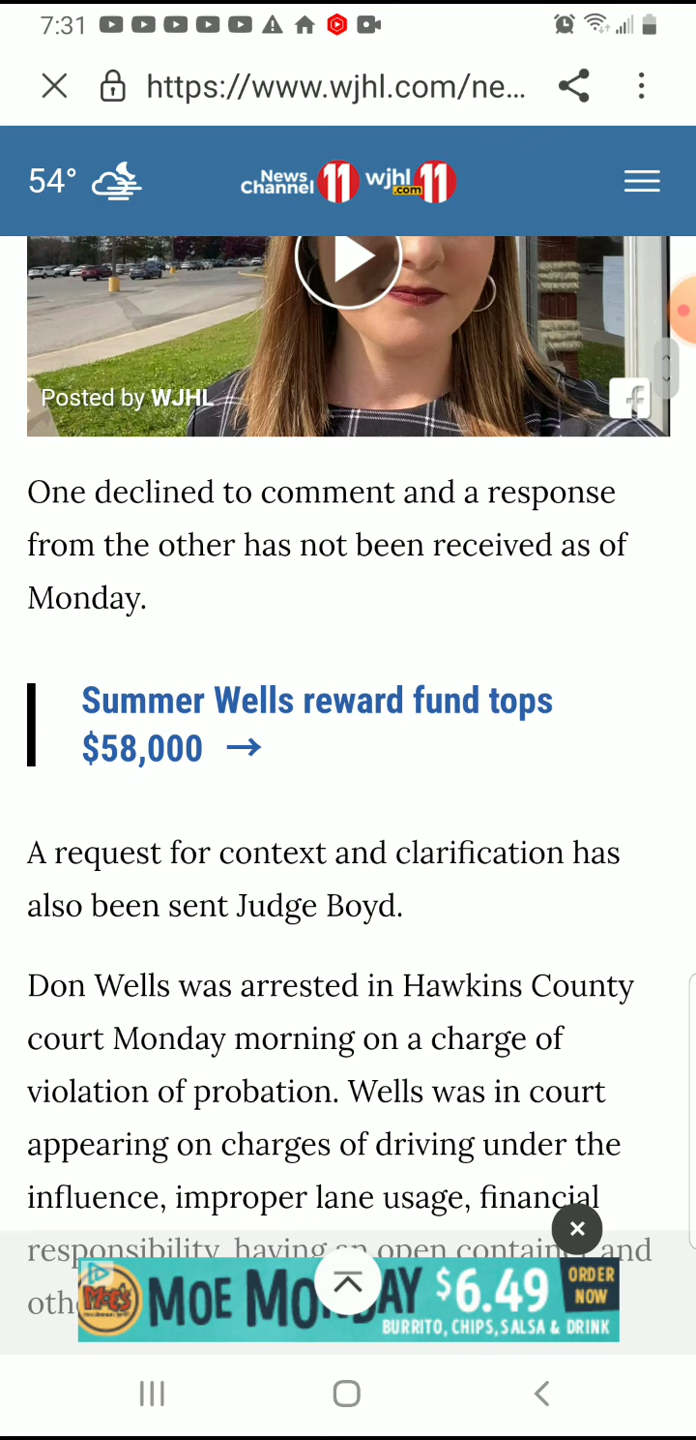 7:31
https://www.wjhl.com/ne...
54°
News
Channel 11 wjhl.com 11
Posted by WJHL
One declined to comment and a response
from the other has not been received as of
Monday.
Summer Wells reward fund tops
$58,000 →
A request for context and clarification has
also been sent Judge Boyd.
Don Wells was arrested in Hawkins County
court Monday morning on a charge of
violation of probation. Wells was in court
appearing on charges of driving under the
influence, improper lane usage, financial
responsibility, having an open and
Moe's
$6.49
ORDER
NOW
BURRITO, CHIPS, SALSA & DRINK